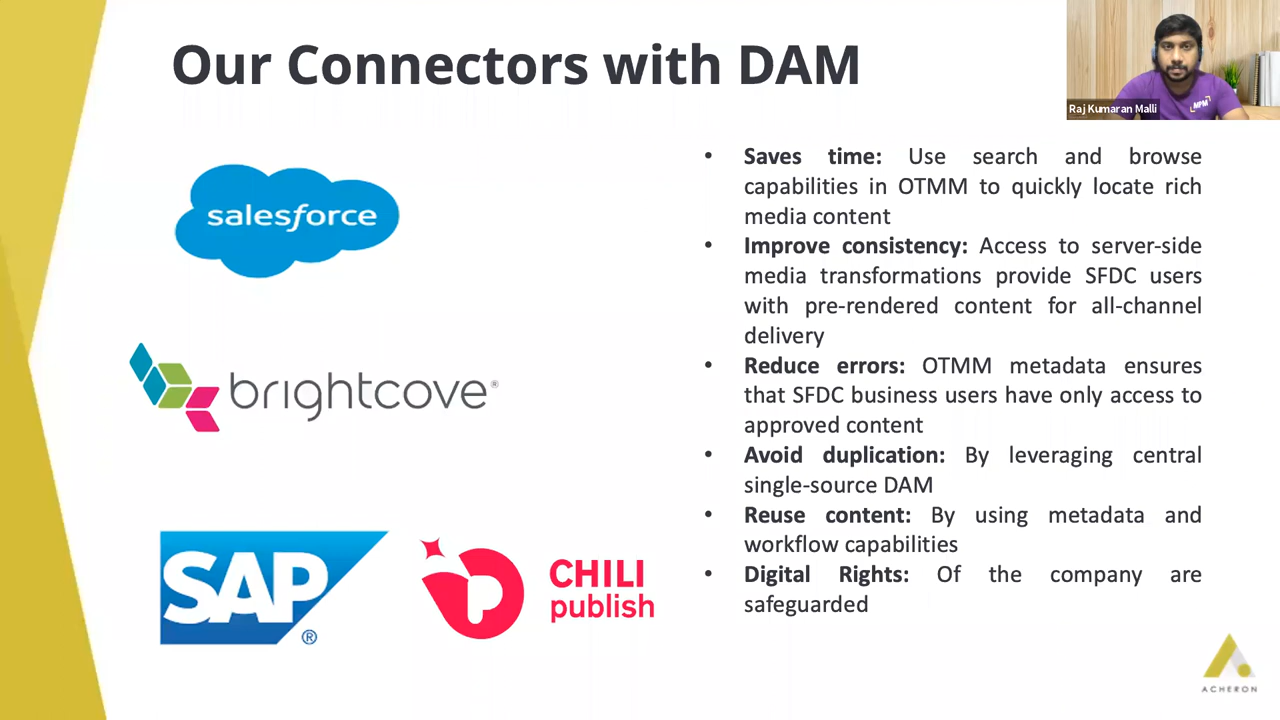 Our Connectors with DAM
MPM
Raj Kumaran Malli
salesforce
brightcove®
SAP
®
CHILI
publish
• Saves time: Use search and browse
capabilities in OTMM to quickly locate rich
media content
• Improve consistency: Access to server-side
media transformations provide SFDC users
with pre-rendered content for all-channel
delivery
• Reduce errors: OTMM metadata ensures
that SFDC business users have only access to
approved content
• Avoid duplication: By leveraging central
single-source DAM
• Reuse content: By using metadata and
workflow capabilities
• Digital Rights: Of the company are
safeguarded
ACHERON